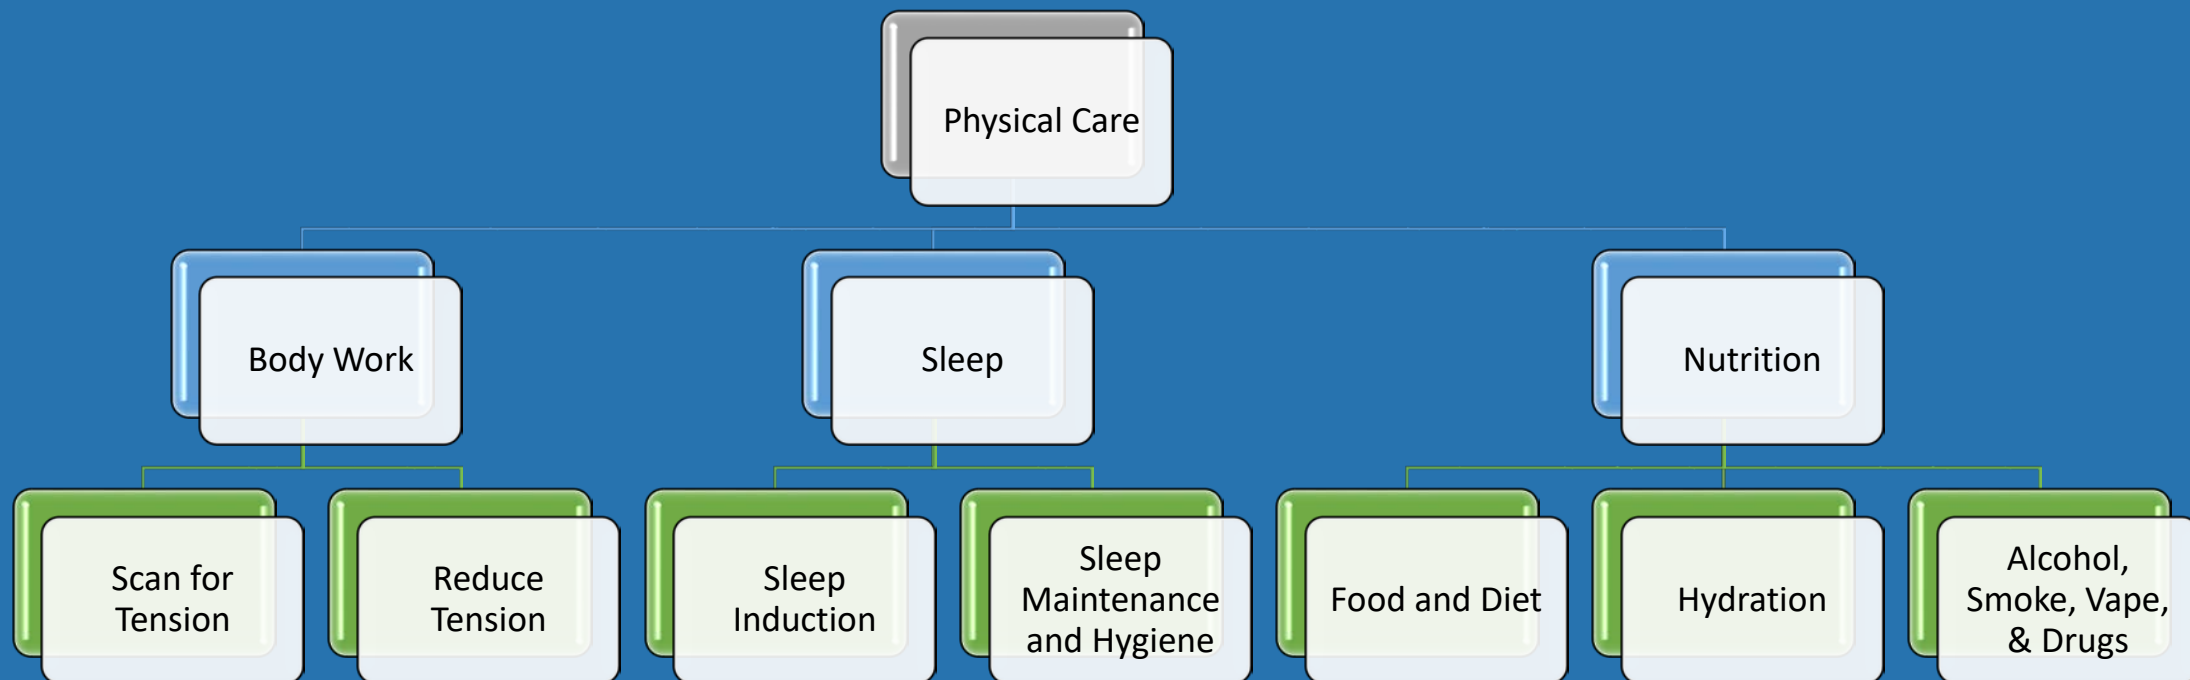 Physical Care
Body Work
Sleep
Nutrition
Scan for
Tension
Reduce
Tension
Sleep
Induction
Sleep
Maintenance
and Hygiene
Food and Diet
Hydration
Alcohol,
Smoke, Vape,
& Drugs